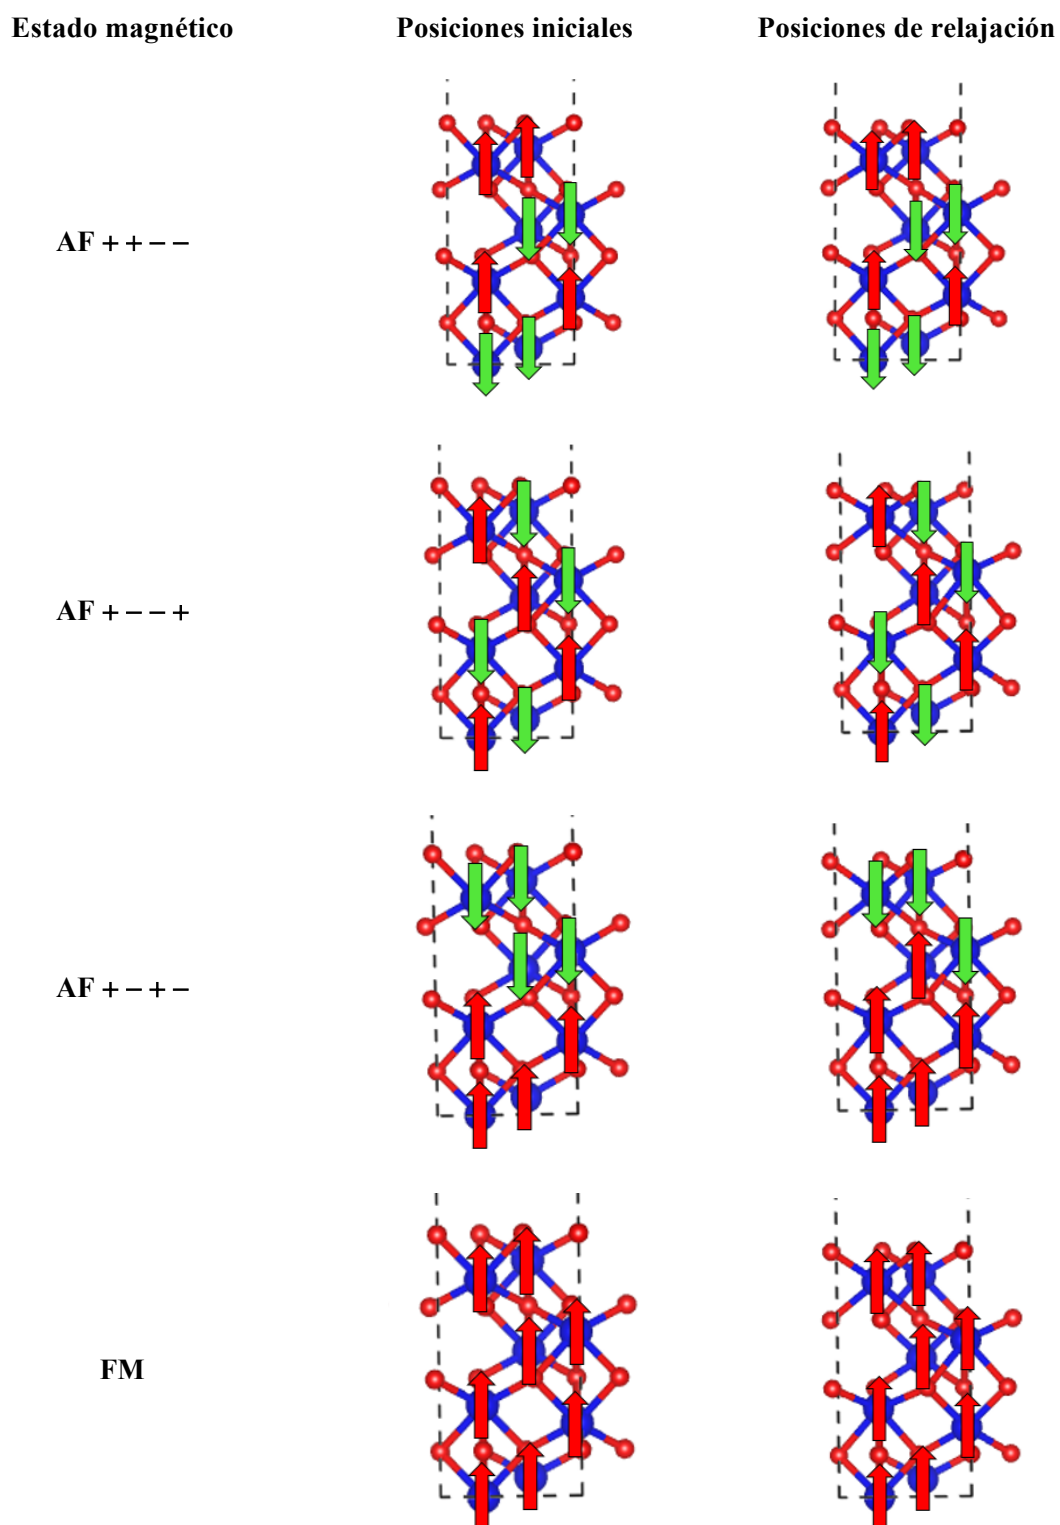 Estado magnético Posiciones iniciales Posiciones de relajación
AF + + − −
AF + − − +
AF + − + −
FM